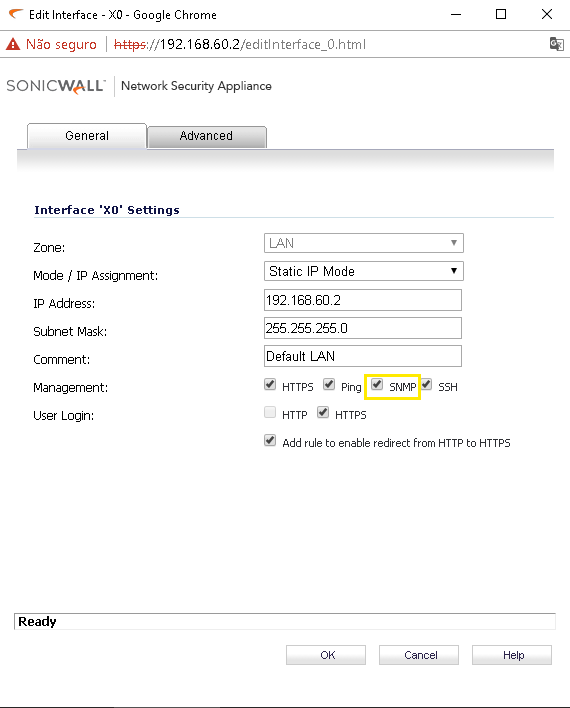 Edit Interface - X0 - Google Chrome
Não seguro | https://192.168.60.2/editInterface_0.html
SONICWALL Network Security Appliance
General Advanced
Interface 'X0' Settings
Zone: LAN
Mode / IP Assignment: Static IP Mode
IP Address: 192.168.60.2
Subnet Mask: 255.255.255.0
Comment: Default LAN
Management: HTTPS Ping SNMP SSH
User Login: HTTP HTTPS
Add rule to enable redirect from HTTP to HTTPS
Ready
OK Cancel Help